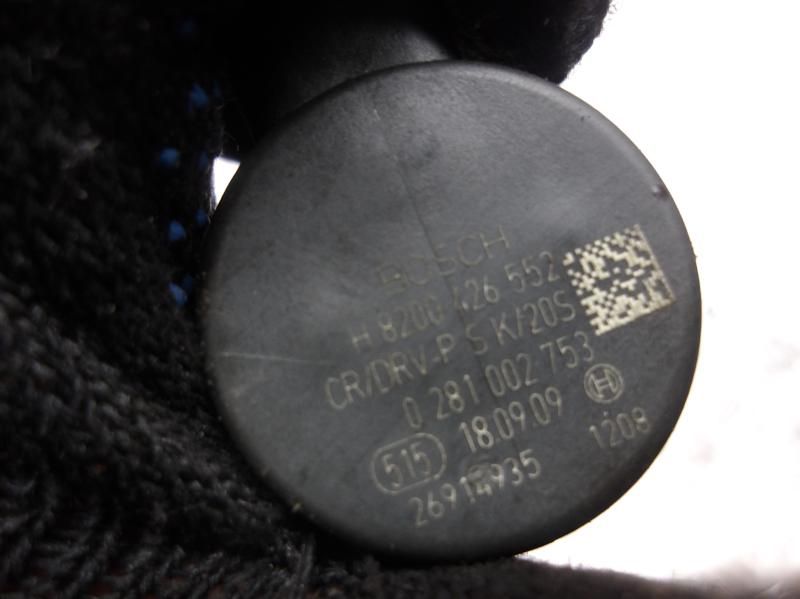 BOSCH
H 8200 426 552
CR/DRV-P S K/20S
0 281 002 753
515 18.09.09
26914935 1208